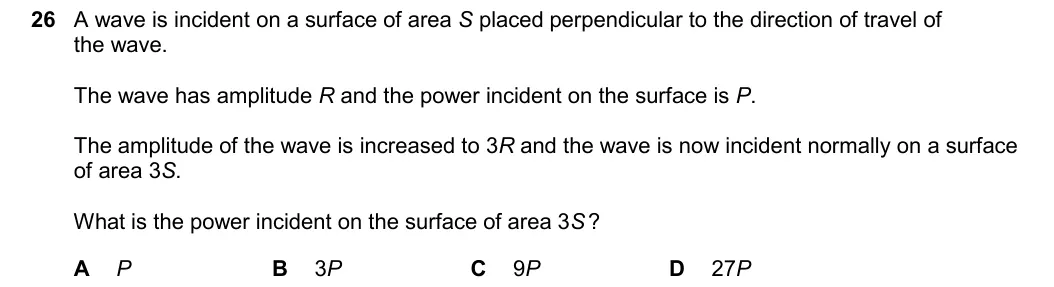 26 A wave is incident on a surface of area S placed perpendicular to the direction of travel of
the wave.
The wave has amplitude R and the power incident on the surface is P.
The amplitude of the wave is increased to 3R and the wave is now incident normally on a surface
of area 3S.
What is the power incident on the surface of area 3S?
A P B 3P C 9P D 27P